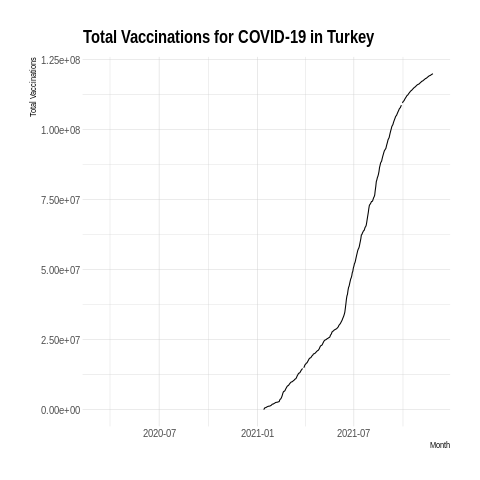 Total Vaccinations for COVID-19 in Turkey
Total Vaccinations
1.25e+08
1.00e+08
7.50e+07
5.00e+07
2.50e+07
0.00e+00
2020-07 2021-01 2021-07
Month